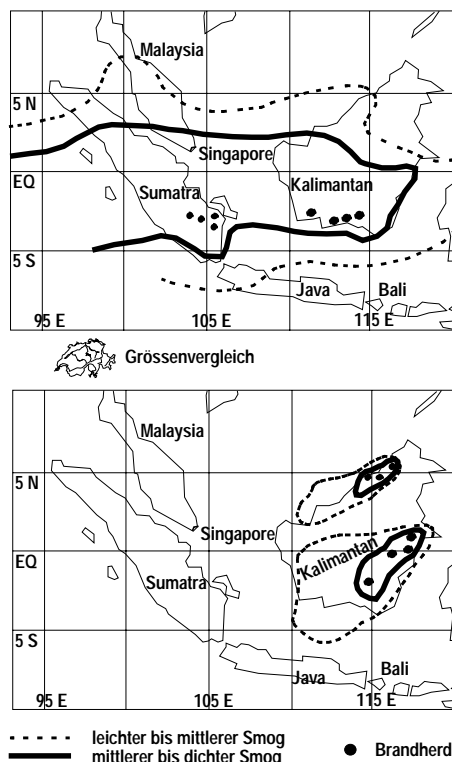 Malaysia
5 N
Singapore
EQ
Sumatra
Kalimantan
5 S
Java
Bali
95 E
105 E
115 E
Grössenvergleich
Malaysia
5 N
Singapore
Kalimantan
EQ
Sumatra
5 S
Java
Bali
95 E
105 E
115 E
leichter bis mittlerer Smog
mittlerer bis dichter Smog
Brandherd